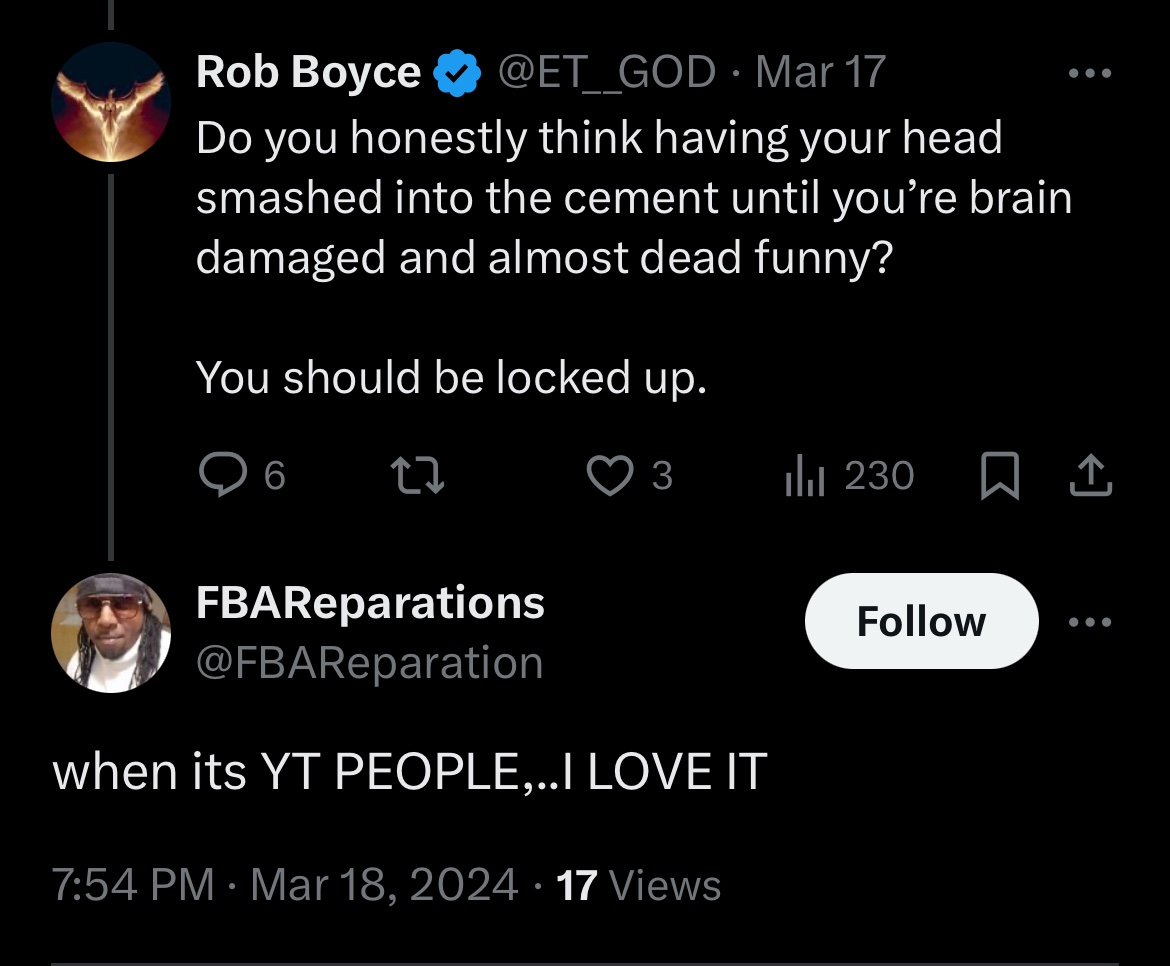 Rob Boyce @ET__GOD · Mar 17
Do you honestly think having your head
smashed into the cement until you’re brain
damaged and almost dead funny?
You should be locked up.
6 3 230
FBAReparations
Follow
@FBAReparation
when its YT PEOPLE,..I LOVE IT
7:54 PM · Mar 18, 2024 · 17 Views